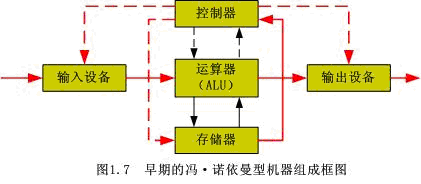 控制器
输入设备
运算器
（ALU）
输出设备
存储器
图1.7 早期的冯·诺依曼型机器组成框图